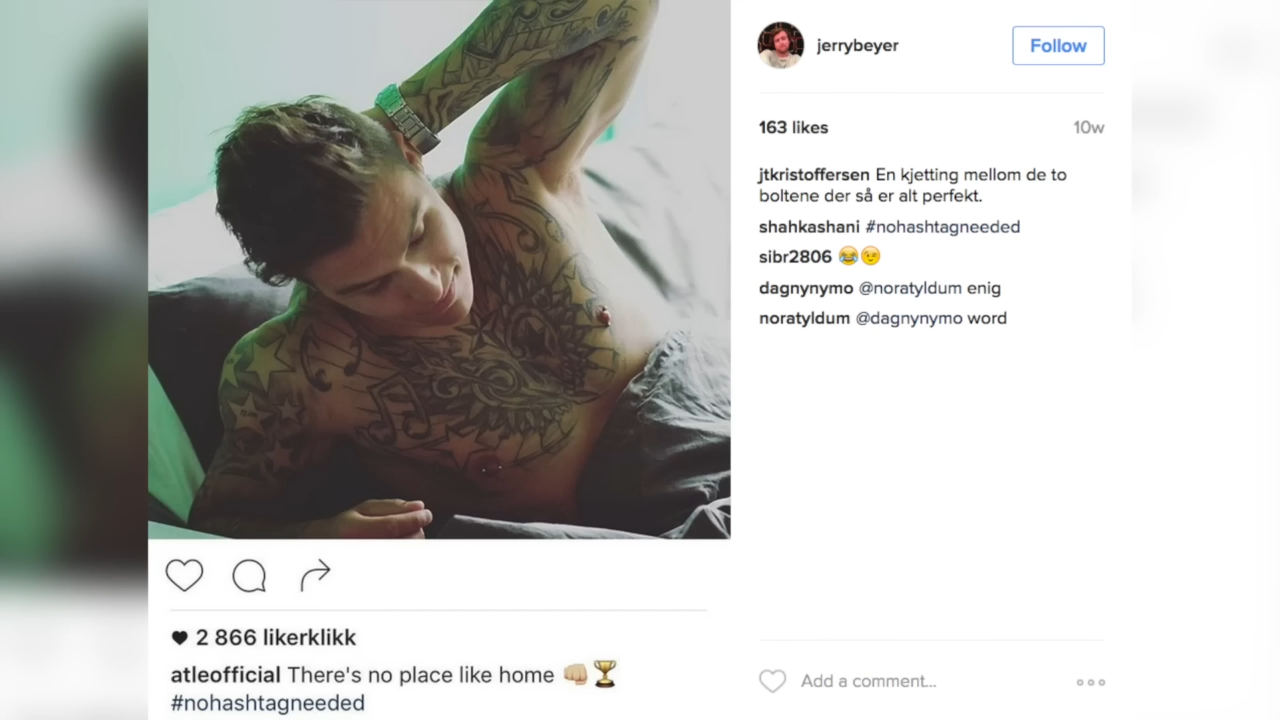 jerrybeyer
Follow
163 likes
10w
jtkristoffersen En kjetting mellom de to
boltene der så er alt perfekt.
shahkashani #nohashtagneeded
sibr2806 😂😉
dagnynymo @noratyldum enig
noratyldum @dagnynymo word
Add a comment...
2 866 likerklikk
atleofficial There's no place like home 👊🏼🏆
#nohashtagneeded